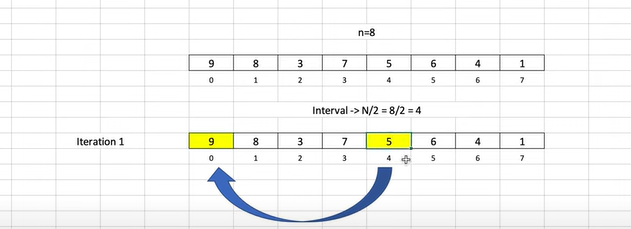 n=8
9 8 3 7 5 6 4 1
0 1 2 3 4 5 6 7
Interval -> N/2 = 8/2 = 4
Iteration 1 9 8 3 7 5 6 4 1
0 1 2 3 4 5 6 7